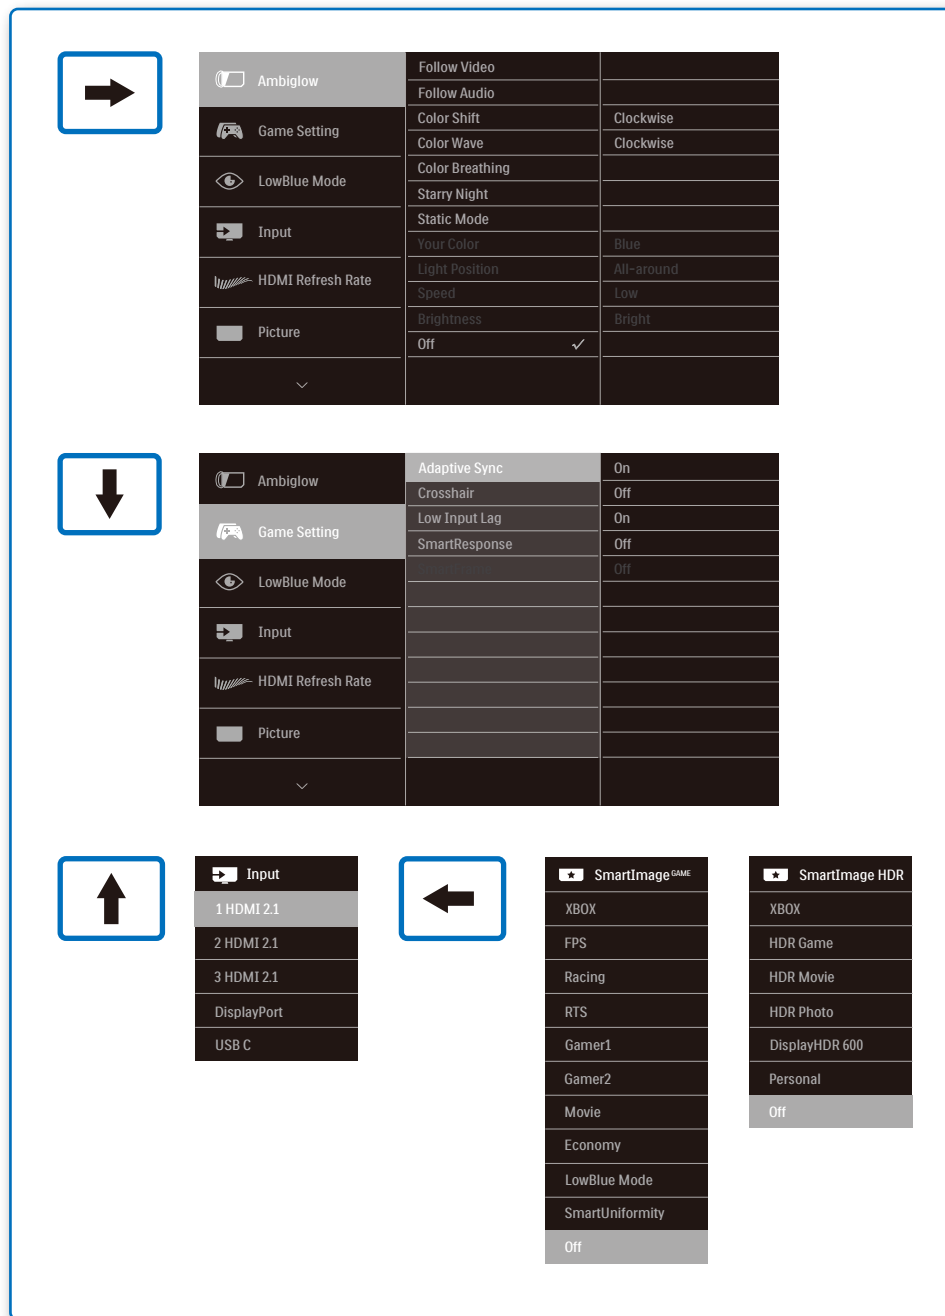 Ambiglow
Game Setting
LowBlue Mode
Input
HDMI Refresh Rate
Picture
Follow Video
Follow Audio
Color Shift Clockwise
Color Wave Clockwise
Color Breathing
Starry Night
Static Mode
Your Color Blue
Light Position All-around
Speed Low
Brightness Bright
Off
Ambiglow
Game Setting
LowBlue Mode
Input
HDMI Refresh Rate
Picture
Adaptive Sync On
Crosshair Off
Low Input Lag On
SmartResponse Off
Off
Input
1 HDMI 2.1
2 HDMI 2.1
3 HDMI 2.1
DisplayPort
USB C
SmartImage GAME
XBOX
FPS
Racing
RTS
Gamer1
Gamer2
Movie
Economy
LowBlue Mode
SmartUniformity
Off
SmartImage HDR
XBOX
HDR Game
HDR Movie
HDR Photo
DisplayHDR 600
Personal
Off